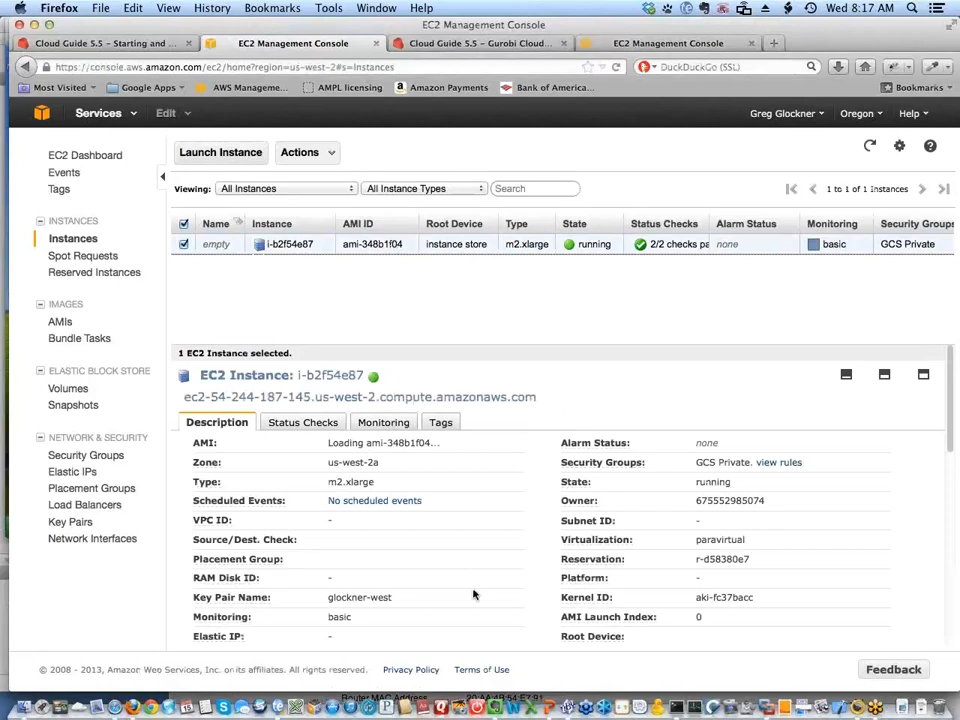 Firefox File Edit View History Bookmarks Tools Window Help Wed 8:17 AM
EC2 Management Console
Cloud Guide 5.5 – Starting and ... EC2 Management Console Cloud Guide 5.5 – Gurobi Cloud... EC2 Management Console
https://console.aws.amazon.com/ec2/home?region=us-west-2#s=Instances DuckDuckGo (SSL)
Most Visited Google Apps AWS Manageme... AMPL licensing Amazon Payments Bank of America... Bookmarks
Services Edit Greg Glockner Oregon Help
EC2 Dashboard
Events
Tags
INSTANCES
Instances
Spot Requests
Reserved Instances
IMAGES
AMIs
Bundle Tasks
ELASTIC BLOCK STORE
Volumes
Snapshots
NETWORK & SECURITY
Security Groups
Elastic IPs
Placement Groups
Load Balancers
Key Pairs
Network Interfaces
Launch Instance Actions
Viewing: All Instances All Instance Types Search 1 to 1 of 1 Instances
Name Instance AMI ID Root Device Type State Status Checks Alarm Status Monitoring Security Groups
empty i-b2f54e87 ami-348b1f04 instance store m2.xlarge running 2/2 checks pa none basic GCS Private
1 EC2 Instance selected.
EC2 Instance: i-b2f54e87
ec2-54-244-187-145.us-west-2.compute.amazonaws.com
Description Status Checks Monitoring Tags
AMI: Loading ami-348b1f04... Alarm Status: none
Zone: us-west-2a Security Groups: GCS Private. view rules
Type: m2.xlarge State: running
Scheduled Events: No scheduled events Owner: 675552985074
VPC ID: - Subnet ID: -
Source/Dest. Check: Virtualization: paravirtual
Placement Group: Reservation: r-d58380e7
RAM Disk ID: - Platform: -
Key Pair Name: glockner-west Kernel ID: aki-fc37bacc
Monitoring: basic AMI Launch Index: 0
Elastic IP: - Root Device:
© 2008 - 2013, Amazon Web Services, Inc. or its affiliates. All rights reserved. Privacy Policy Terms of Use Feedback